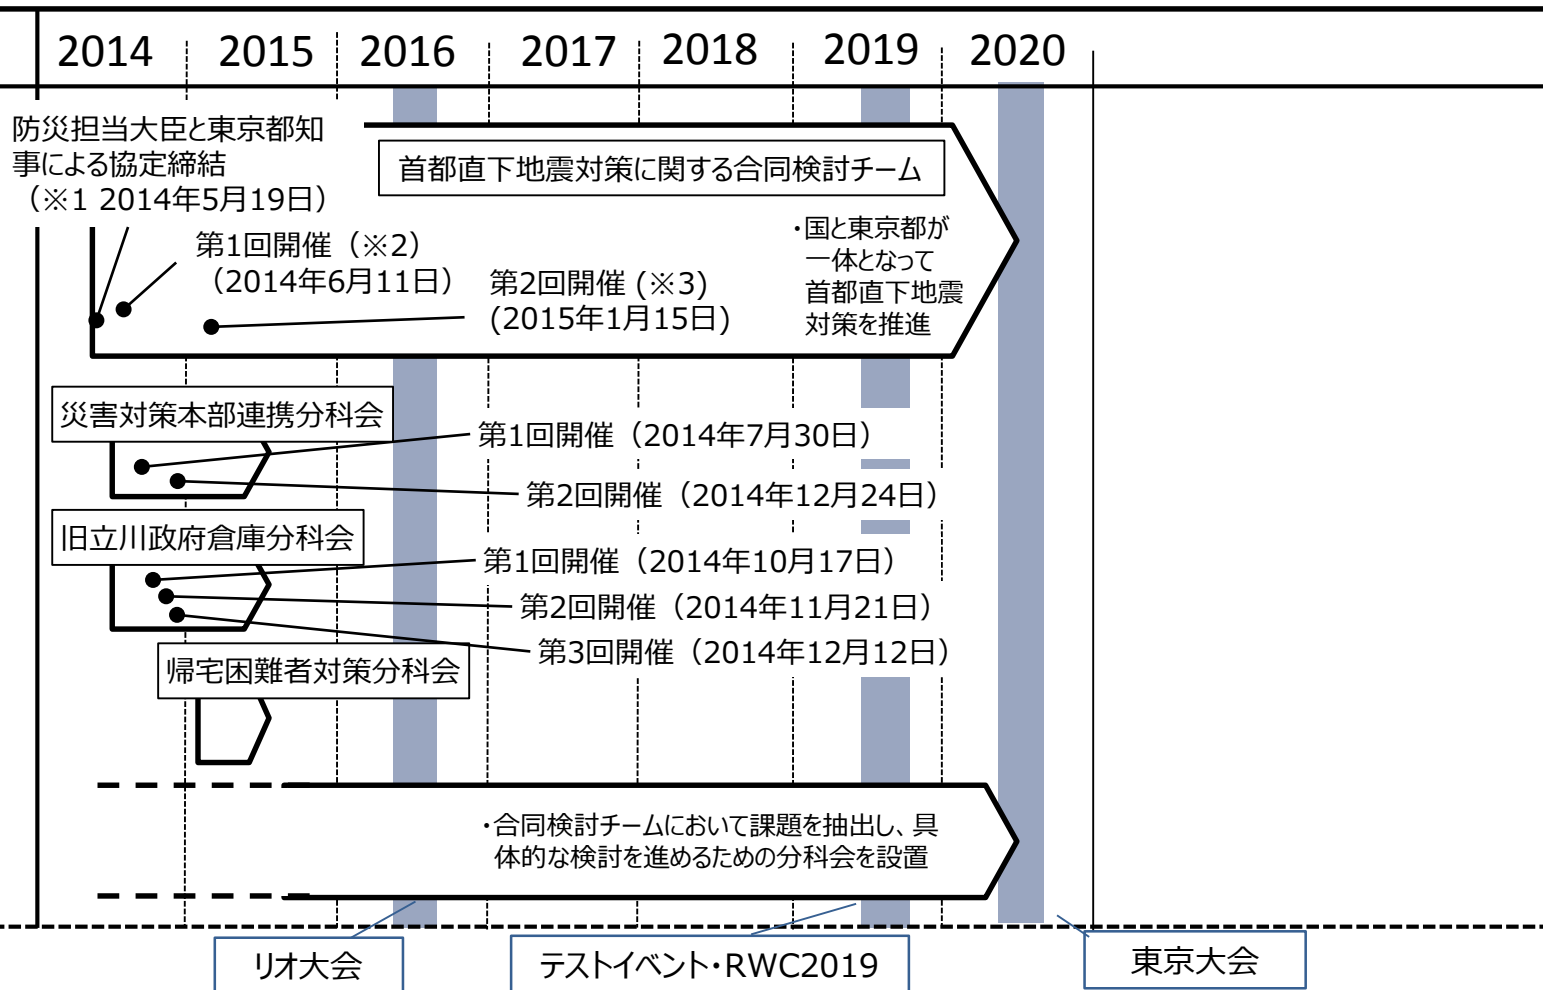 2014 2015 2016 2017 2018 2019 2020
防災担当大臣と東京都知
事による協定締結
（※1 2014年5月19日）
首都直下地震対策に関する合同検討チーム
・国と東京都が
一体となって
首都直下地震
対策を推進
第1回開催（※2）
（2014年6月11日）
第2回開催 (※3)
(2015年1月15日)
災害対策本部連携分科会
第1回開催（2014年7月30日）
第2回開催（2014年12月24日）
旧立川政府倉庫分科会
第1回開催（2014年10月17日）
第2回開催（2014年11月21日）
第3回開催（2014年12月12日）
帰宅困難者対策分科会
・合同検討チームにおいて課題を抽出し、具
体的な検討を進めるための分科会を設置
リオ大会
テストイベント・RWC2019
東京大会